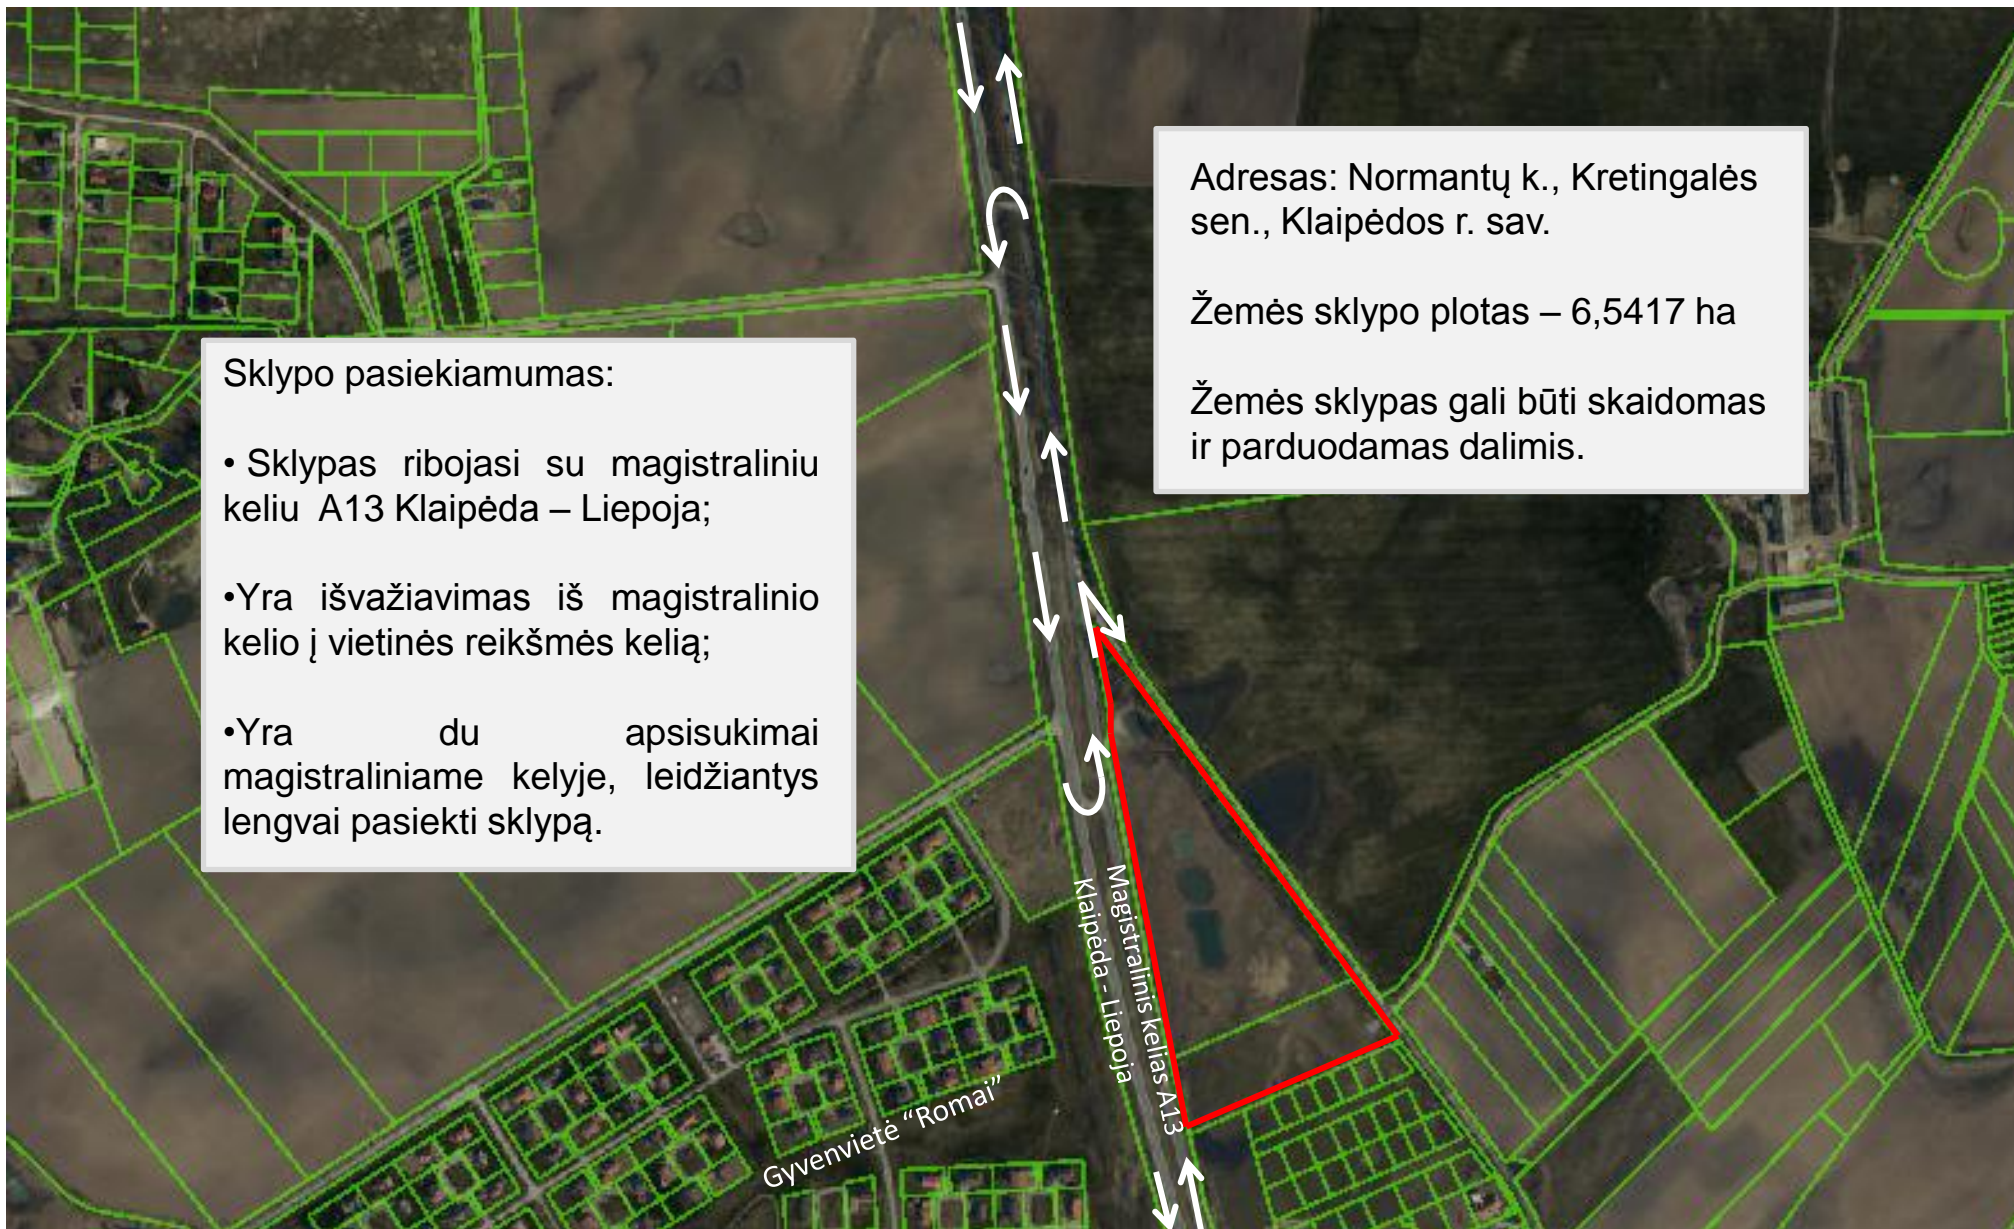 Adresas: Normantų k., Kretingalės
sen., Klaipėdos r. sav.
Žemės sklypo plotas – 6,5417 ha
Žemės sklypas gali būti skaidomas
ir parduodamas dalimis.
Sklypo pasiekiamumas:
• Sklypas ribojasi su magistraliniu
keliu A13 Klaipėda – Liepoja;
•Yra išvažiavimas iš magistralinio
kelio į vietinės reikšmės kelią;
•Yra du apsisukimai
magistraliniame kelyje, leidžiantys
lengvai pasiekti sklypą.
Magistralinis kelias A13
Klaipėda - Liepoja
Gyvenvietė “Romai”